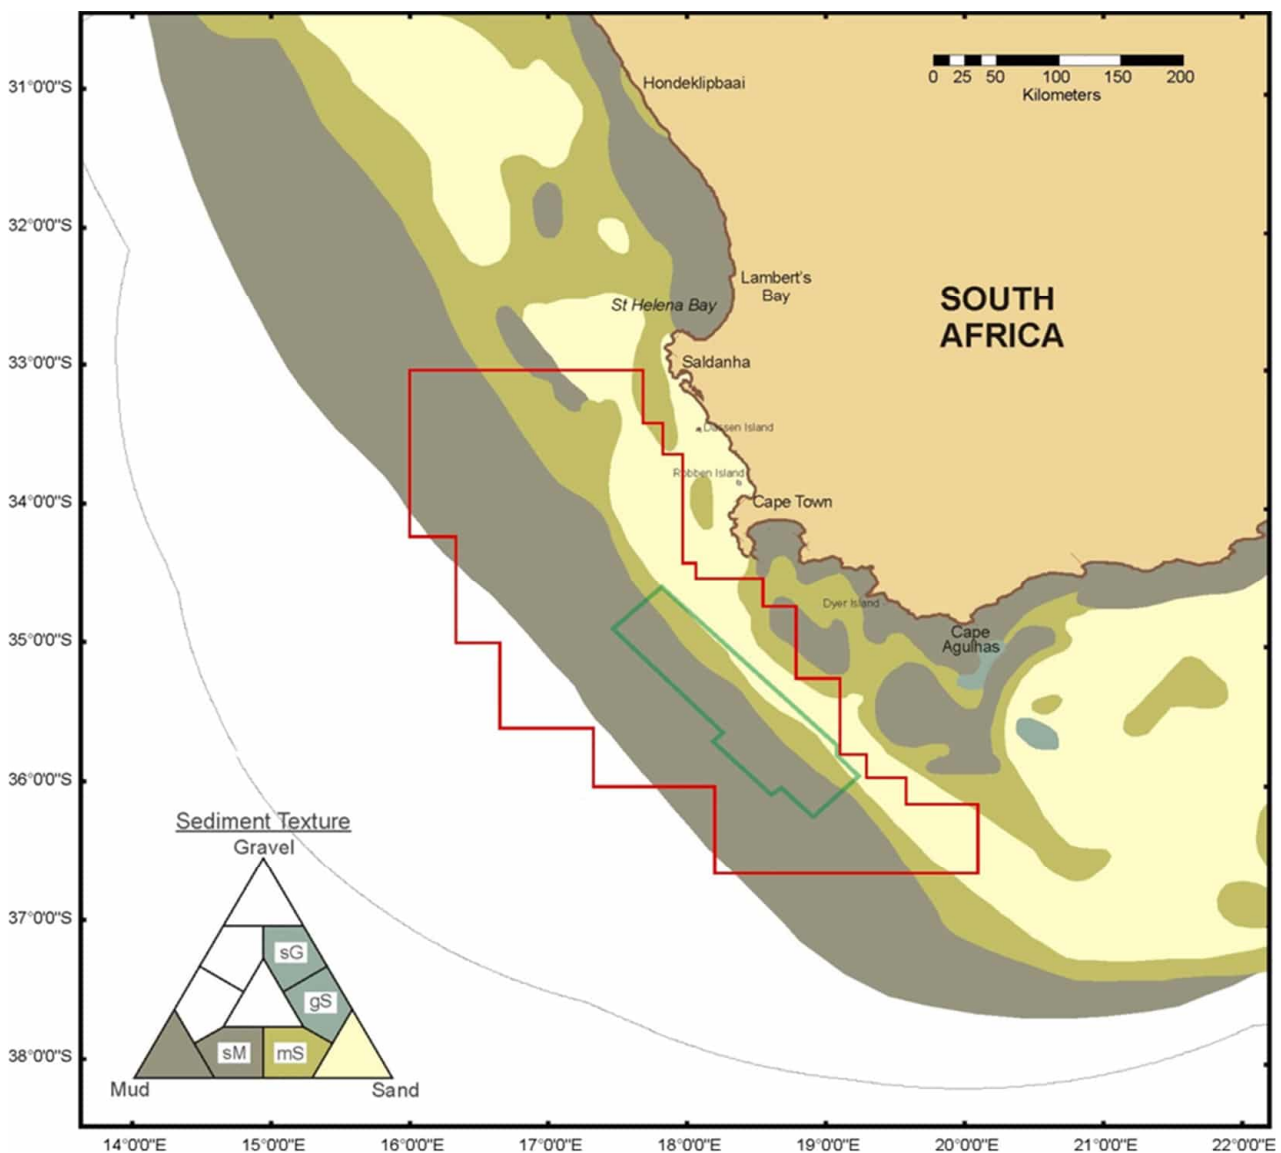 Hondeklipbaai
0 25 50 100 150 200
Kilometers
31°0'0"S
32°0'0"S
33°0'0"S
34°0'0"S
35°0'0"S
36°0'0"S
37°0'0"S
38°0'0"S
Lambert's
Bay
St Helena Bay
SOUTH
AFRICA
Saldanha
Dassen Island
Robben Island
Cape Town
Dyer Island
Cape
Agulhas
Sediment Texture
Gravel
sG
gS
sM
mS
Mud
Sand
14°0'0"E
15°0'0"E
16°0'0"E
17°0'0"E
18°0'0"E
19°0'0"E
20°0'0"E
21°0'0"E
22°0'0"E